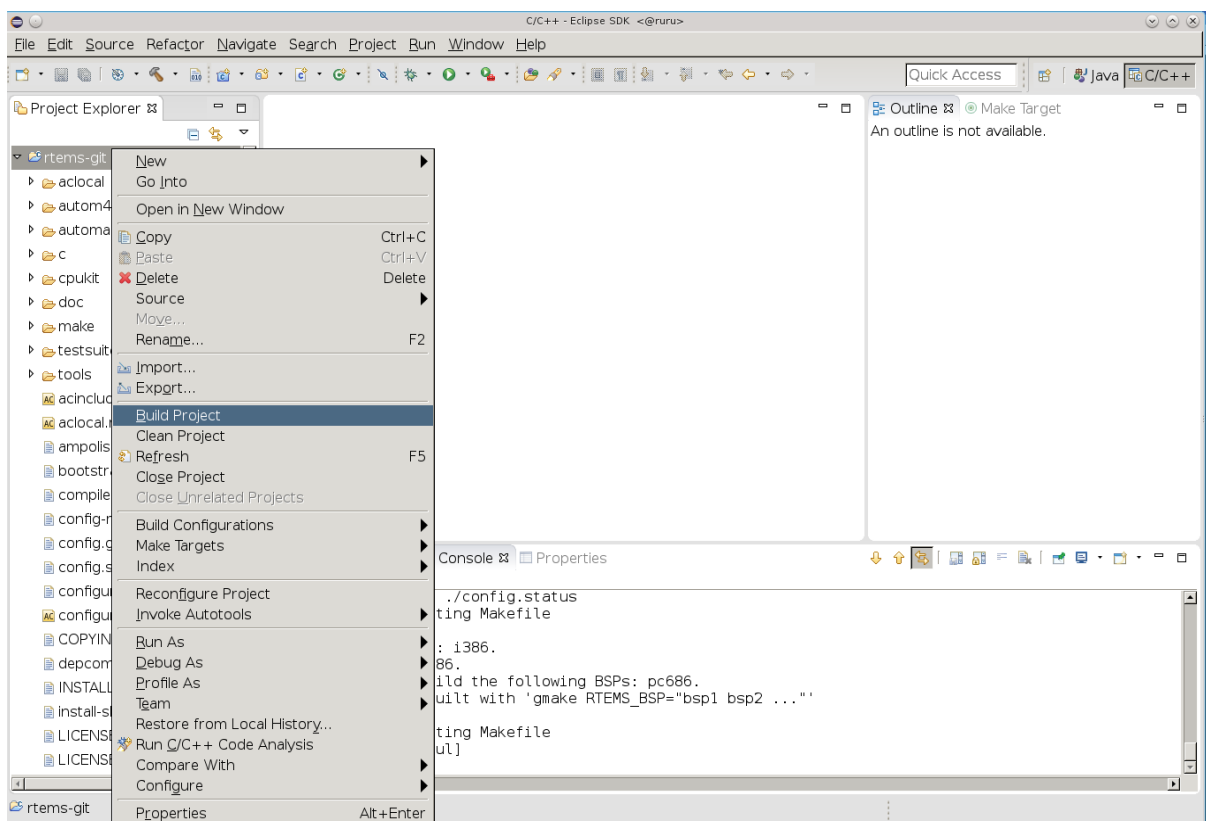 C/C++ - Eclipse SDK <@ruru>
File Edit Source Refactor Navigate Search Project Run Window Help
Quick Access Java C/C++
Project Explorer
Outline Make Target
An outline is not available.
rtems-git
aclocal
autom4
automa
c
cpukit
doc
make
testsuit
tools
acinclud
aclocal.
ampolis
bootstr
compile
config-
config.g
config.s
configu
configu
COPYIN
depcom
INSTALL
install-s
LICENSE
LICENSE
New
Go Into
Open in New Window
Copy Ctrl+C
Paste Ctrl+V
Delete Delete
Source
Move...
Rename... F2
Import...
Export...
Build Project
Clean Project
Refresh F5
Close Project
Close Unrelated Projects
Build Configurations
Make Targets
Index
Reconfigure Project
Invoke Autotools
Run As
Debug As
Profile As
Team
Restore from Local History...
Run C/C++ Code Analysis
Compare With
Configure
Properties Alt+Enter
Console Properties
./config.status
ting Makefile
: i386.
86.
ild the following BSPs: pc686.
uilt with 'gmake RTEMS_BSP="bsp1 bsp2 ..."'
ting Makefile
ul]
rtems-git